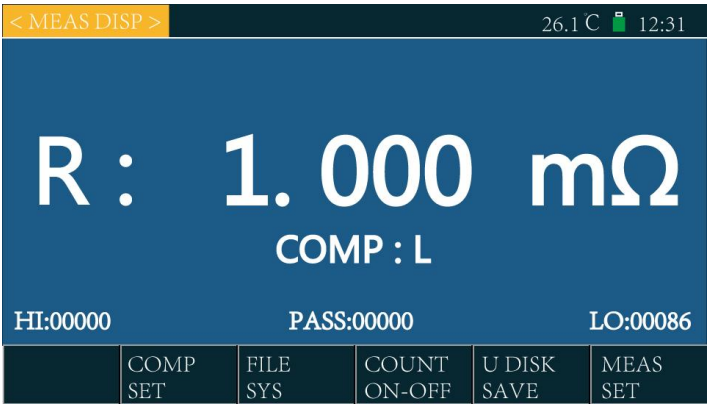 < MEAS DISP > 26.1℃ 12:31
R : 1.000 mΩ
COMP : L
HI:00000 PASS:00000 LO:00086
COMP SET FILE SYS COUNT ON-OFF U DISK SAVE MEAS SET